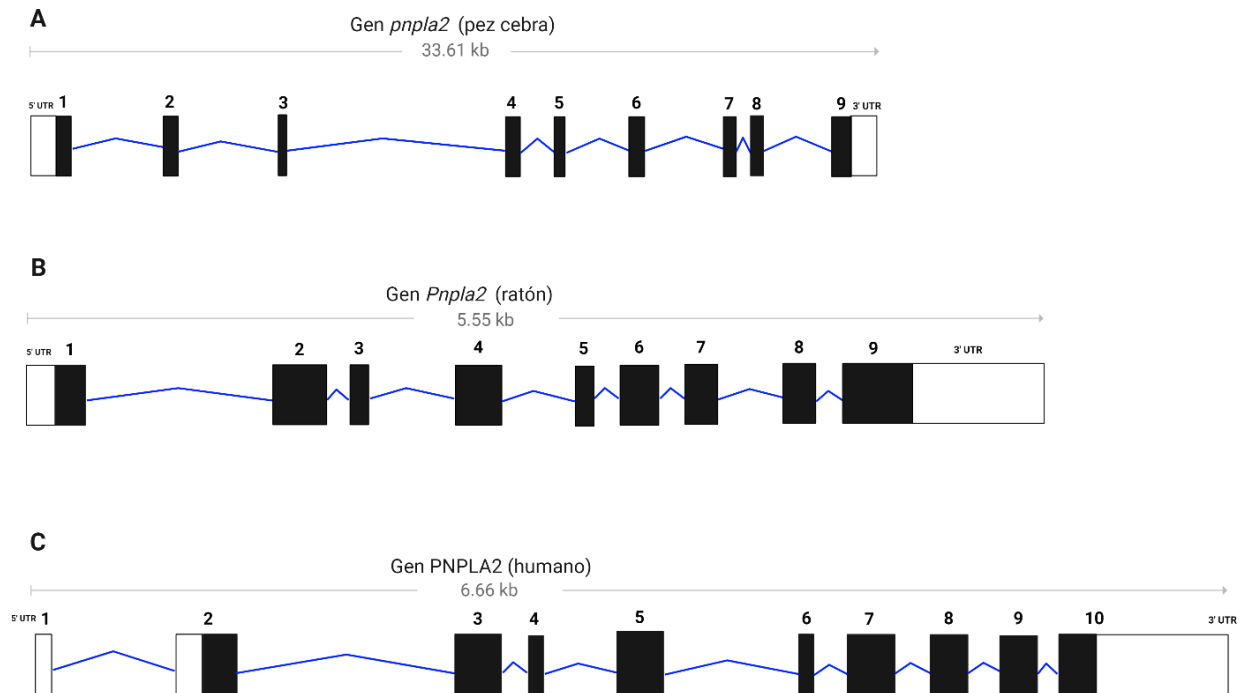 A
Gen pnpla2 (pez cebra)
33.61 kb
5' UTR 1 2 3 4 5 6 7 8 9 3' UTR
B
Gen Pnpla2 (ratón)
5.55 kb
5' UTR 1 2 3 4 5 6 7 8 9 3' UTR
C
Gen PNPLA2 (humano)
6.66 kb
5' UTR 1 2 3 4 5 6 7 8 9 10 3' UTR